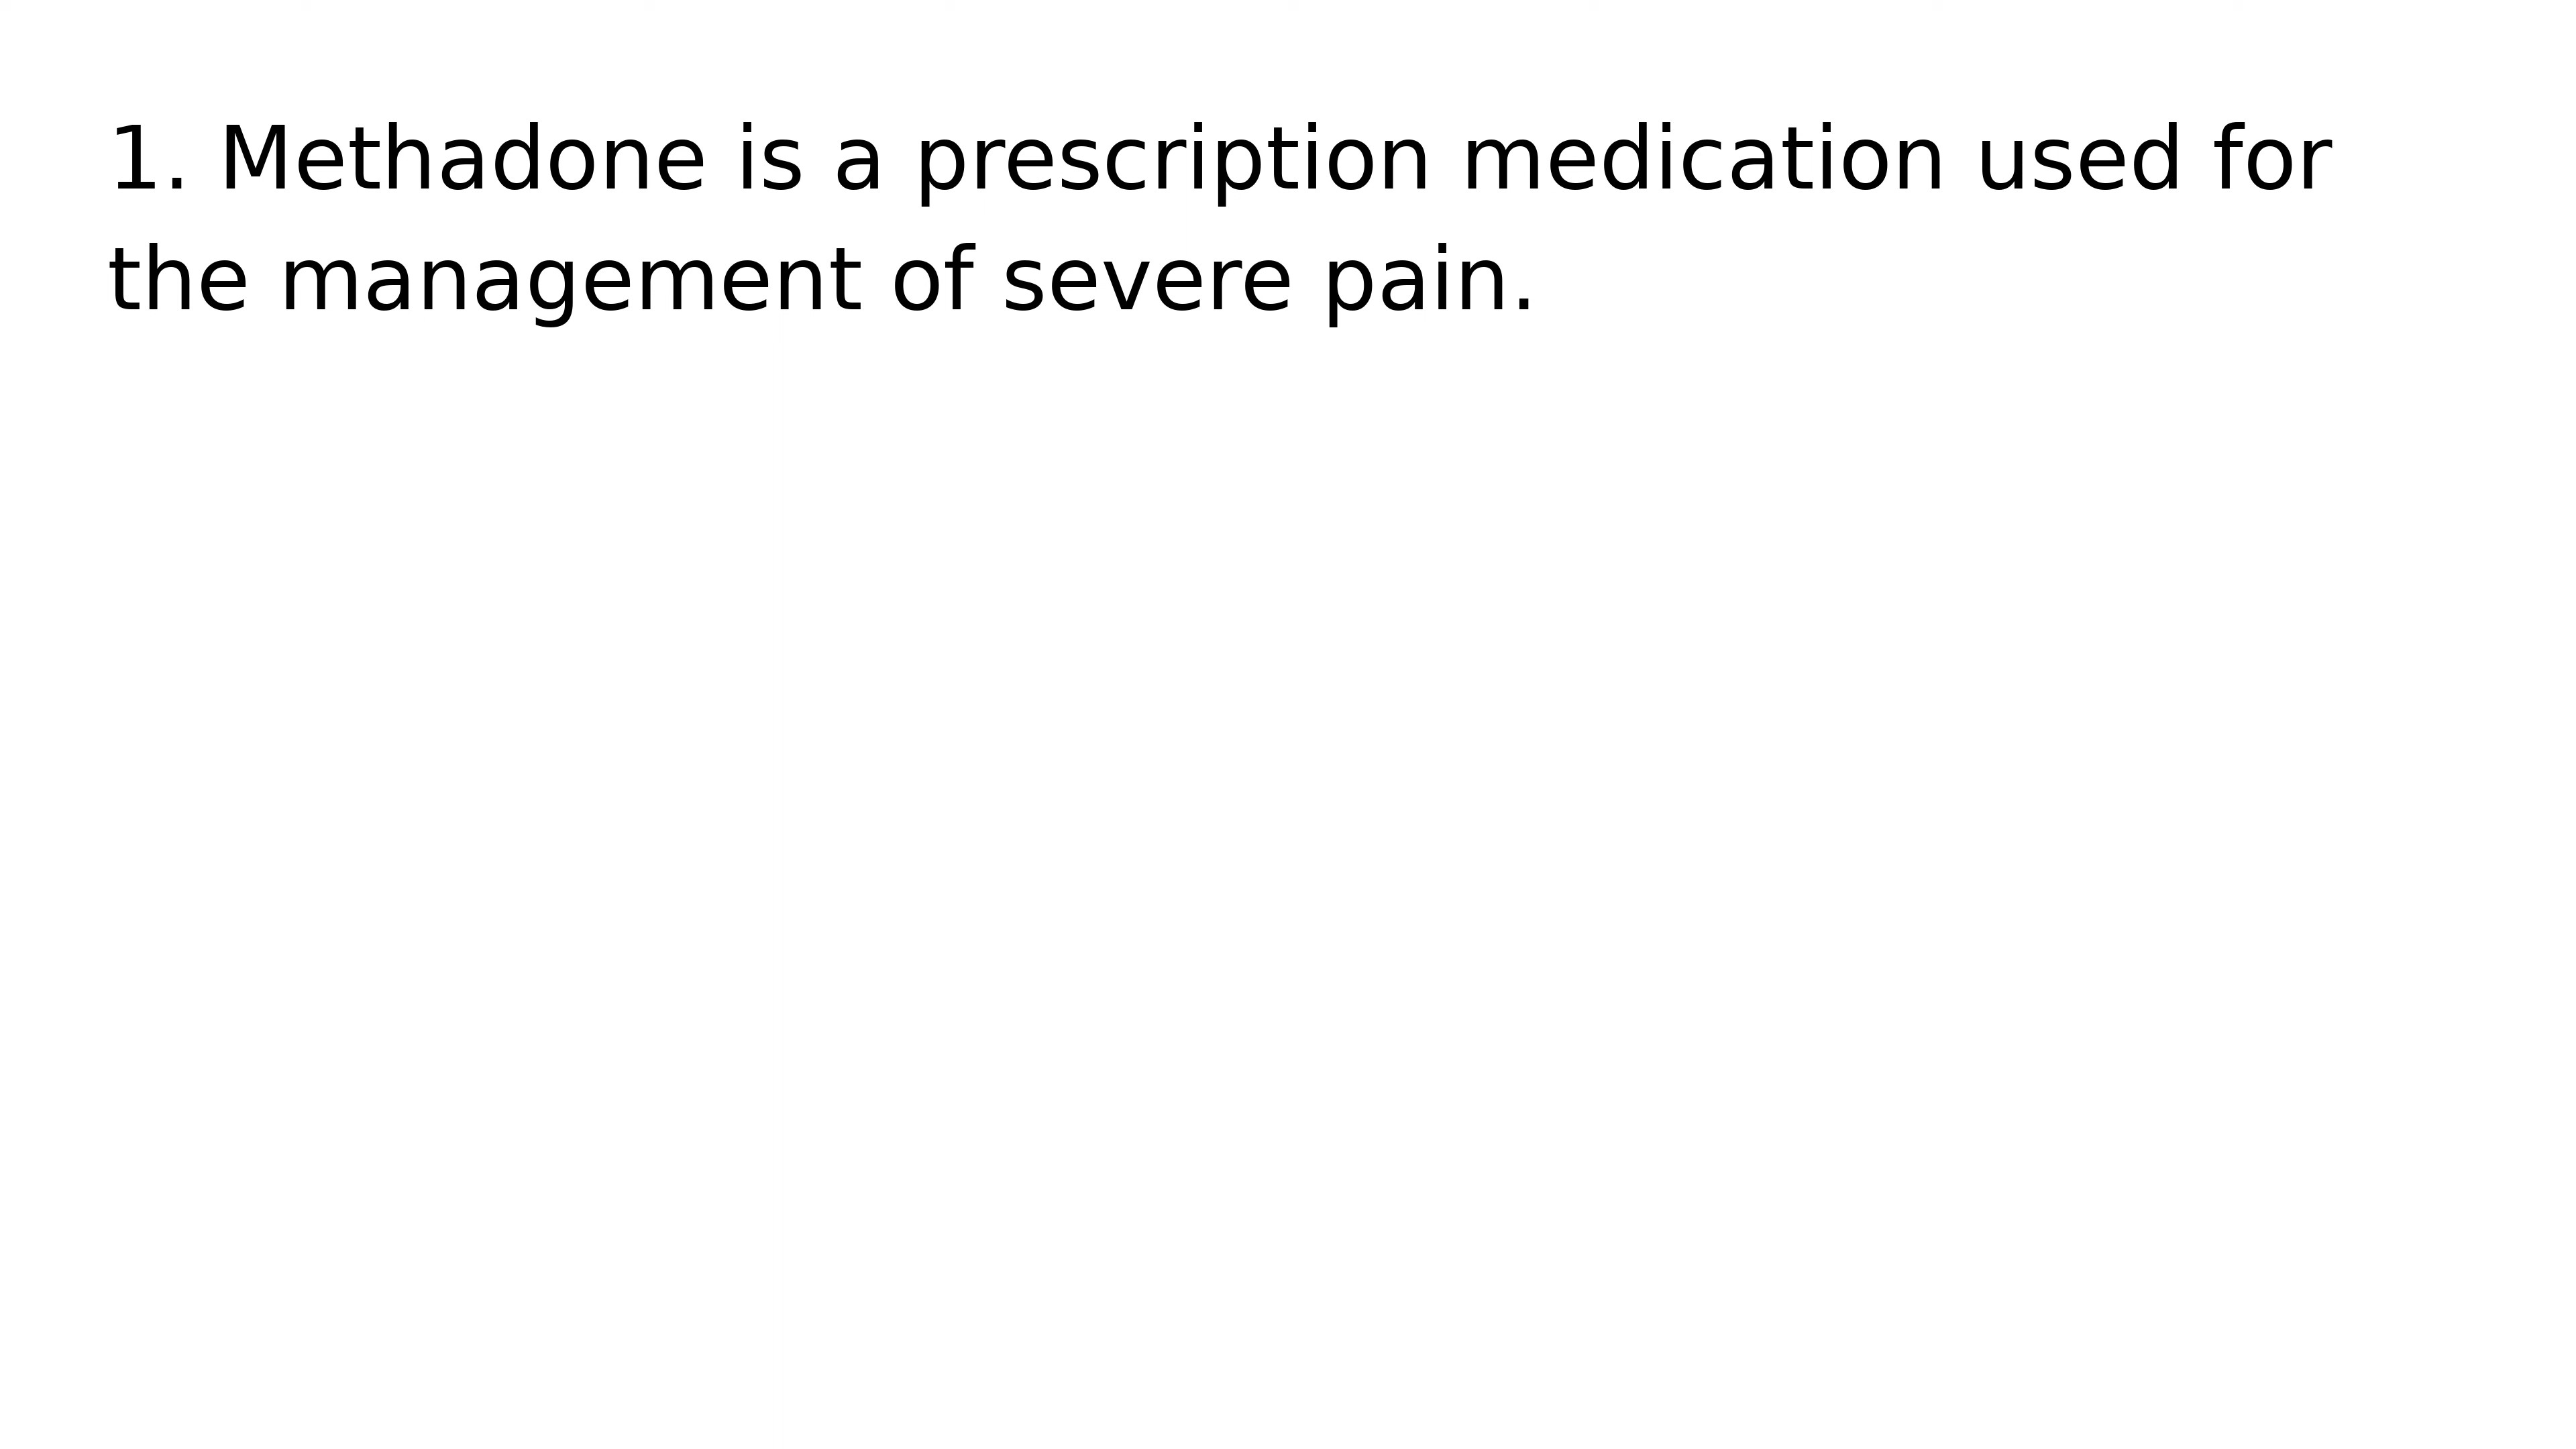 1. Methadone is a prescription medication used for
the management of severe pain.